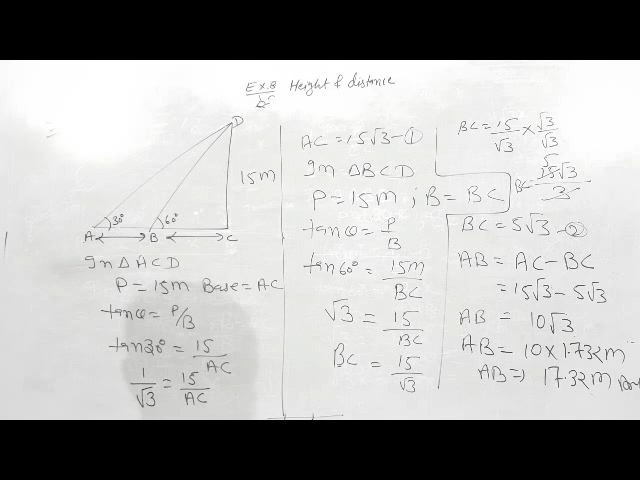 Ex.8 Height & distance
D
15M
30°
60°
A B C
In ΔACD
P = 15M Base = AC
tanθ = P/B
tan30° = 15/AC
1/√3 = 15/AC
AC = 15√3 - ①
In ΔBCD
P = 15M ; B = BC
tanθ = P/B
tan60° = 15M/BC
√3 = 15/BC
BC = 15/√3
BC = 15/√3 × √3/√3
BC = 15√3/3 5
BC = 5√3 - ②
AB = AC - BC
= 15√3 - 5√3
AB = 10√3
AB = 10×1.732M
AB => 17.32M Ans